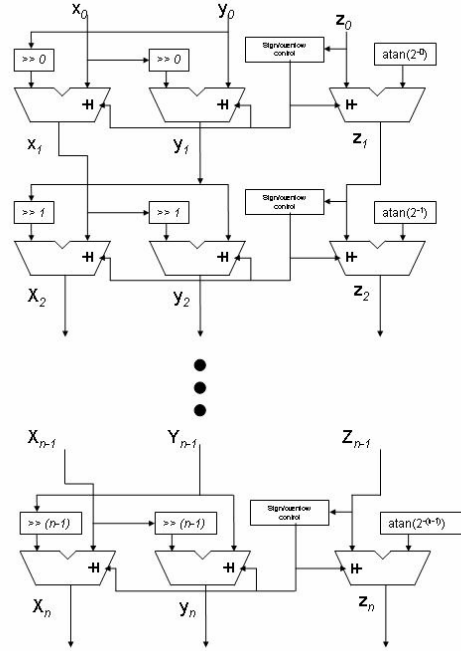 x0 y0 z0
>> 0 >> 0 Sign/overflow control atan(2^-0)
+/- +/- +/-
x1 y1 z1
>> 1 >> 1 Sign/overflow control atan(2^-1)
+/- +/- +/-
X2 y2 z2
Xn-1 Yn-1 Zn-1
>> (n-1) >> (n-1) Sign/overflow control atan(2^-(n-1))
+/- +/- +/-
Xn yn zn